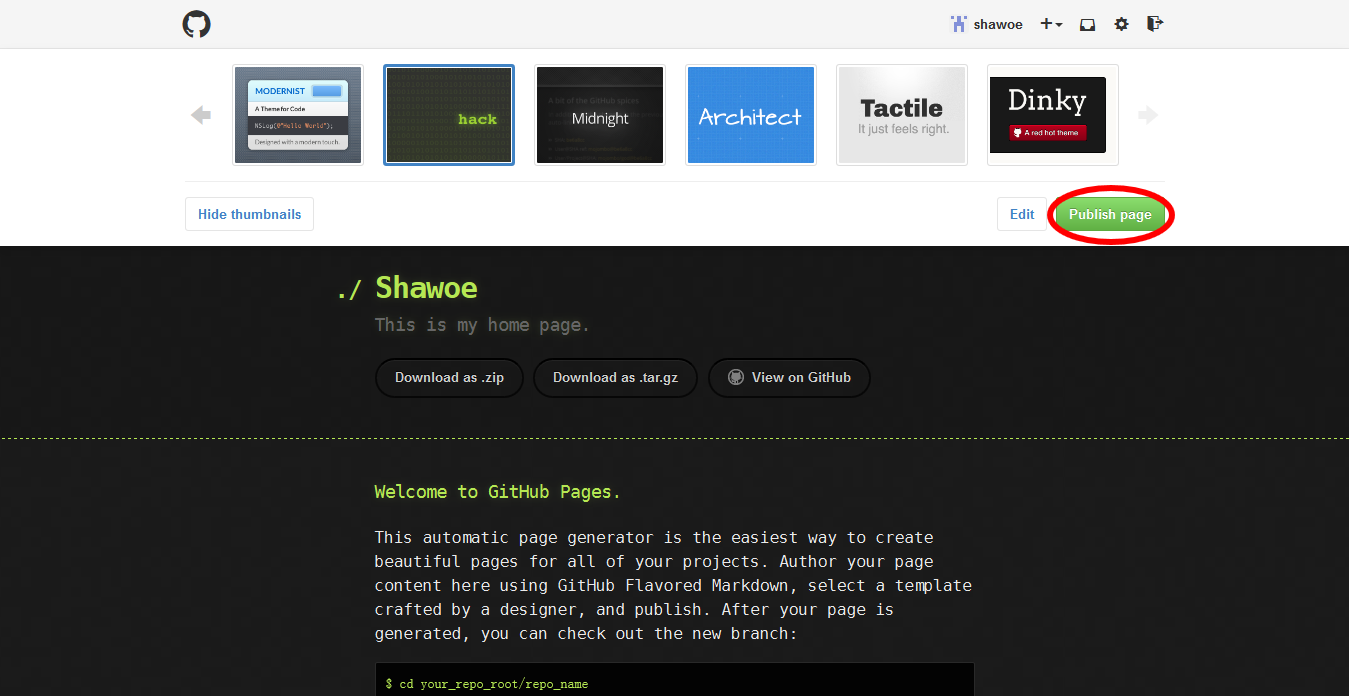 shawoe
MODERNIST
A Theme for Code
NSLog(@"Hello World");
Designed with a modern touch.
hack
A bit of the GitHub spices
Midnight
Architect
Tactile
It just feels right.
Dinky
A red hot theme
Hide thumbnails
Edit
Publish page
./ Shawoe
This is my home page.
Download as .zip
Download as .tar.gz
View on GitHub
Welcome to GitHub Pages.
This automatic page generator is the easiest way to create
beautiful pages for all of your projects. Author your page
content here using GitHub Flavored Markdown, select a template
crafted by a designer, and publish. After your page is
generated, you can check out the new branch:
$ cd your_repo_root/repo_name